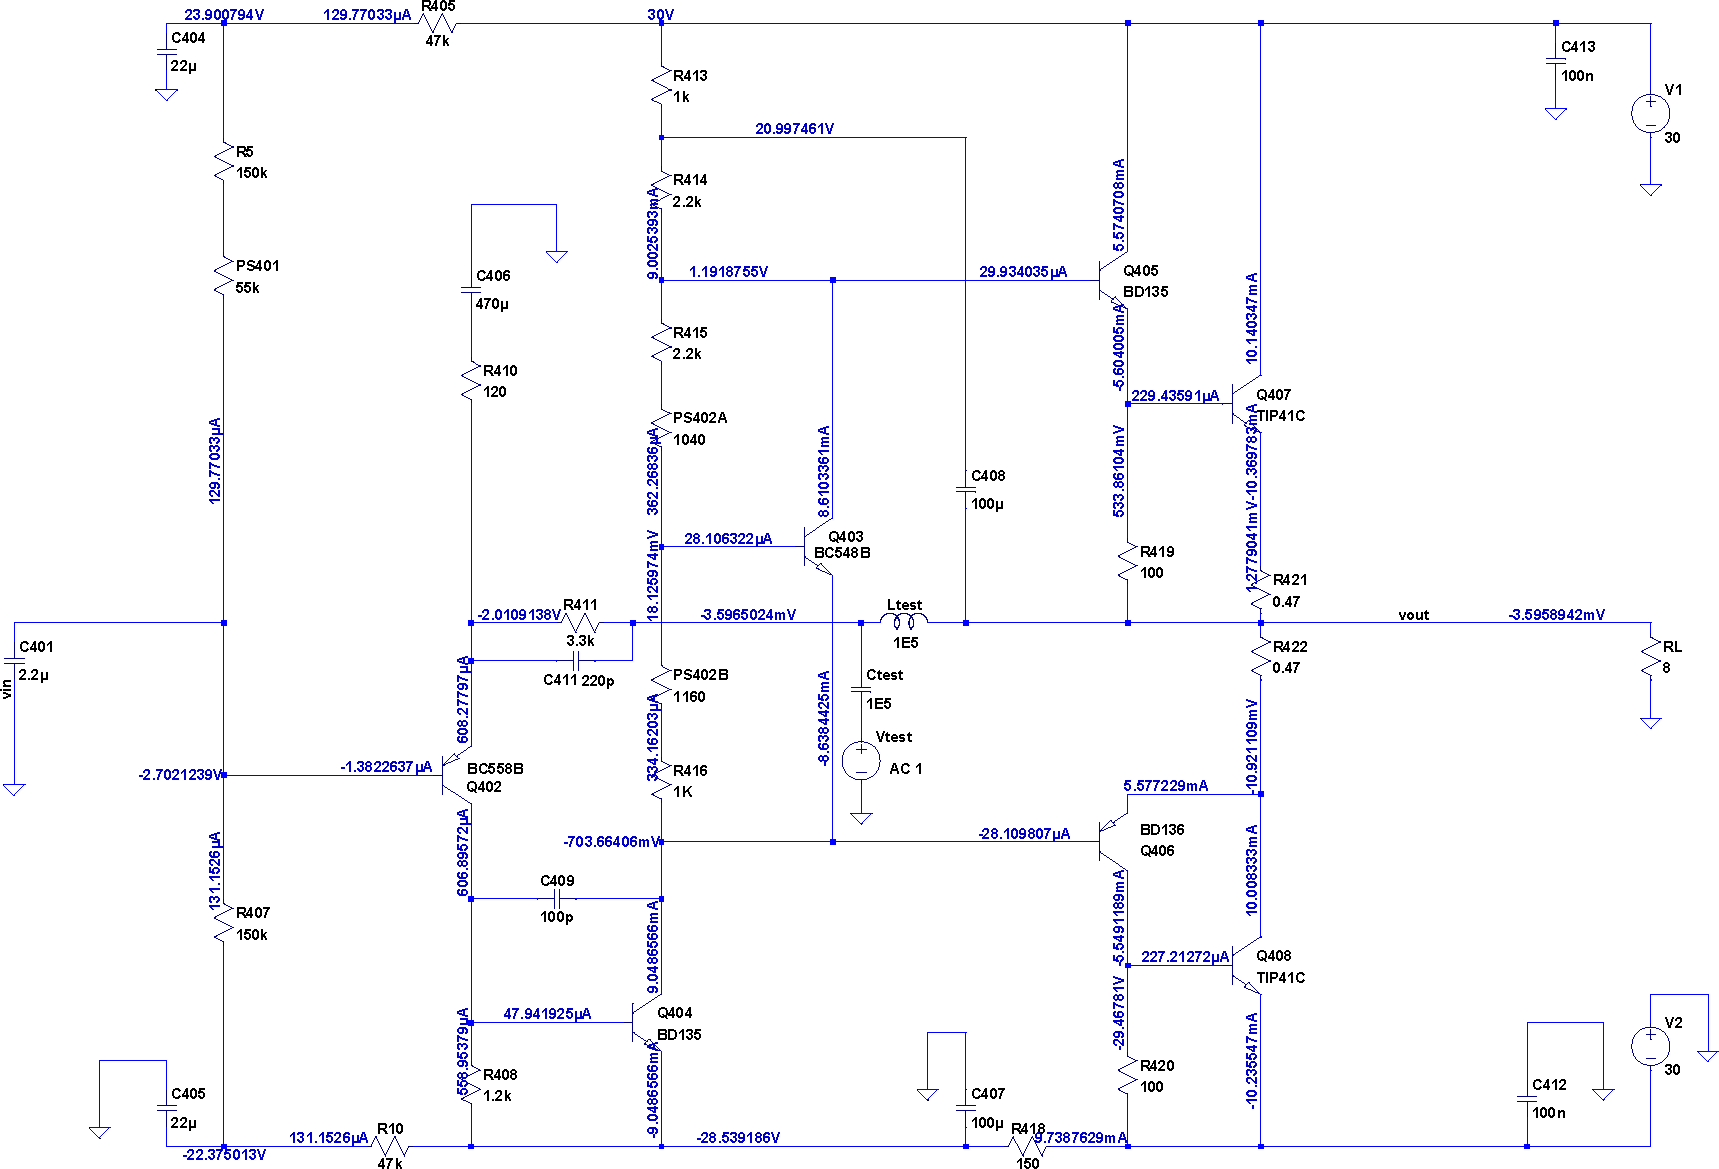 23.900794V
129.77033µA
R405
47k
30V
C404
22µ
R413
1k
C413
100n
V1
30
20.997461V
R5
150k
R414
2.2k
9.0025393mA
5.5740708mA
PS401
55k
C406
470µ
1.1918755V
29.934035µA
Q405
BD135
-5.604005mA
10.140347mA
R415
2.2k
R410
120
PS402A
1040
229.43591µA
Q407
TIP41C
129.77033µA
362.26836µA
8.6103361mA
C408
100µ
533.86104mV
1.2779041mV
-10.369783mA
28.106322µA
Q403
BC548B
R419
100
18.125974mV
R421
0.47
-2.0109138V
R411
3.3k
-3.5965024mV
Ltest
1E5
vout
-3.5958942mV
C401
2.2µ
vin
C411
220p
608.27797µA
PS402B
1160
Ctest
1E5
R422
0.47
RL
8
-8.6384425mA
334.16203µA
-10.921109mV
Vtest
AC 1
-2.7021239V
-1.3822637µA
BC558B
Q402
R416
1K
5.577229mA
-703.66406mV
-28.109807µA
BD136
Q406
606.89572µA
131.1526µA
10.008333mA
C409
100p
-5.5491189mA
R407
150k
9.0486566mA
227.21272µA
Q408
TIP41C
47.941925µA
Q404
BD135
-29.46781V
558.95379µA
-9.0486566mA
-10.235547mA
V2
30
R408
1.2k
R420
100
C405
22µ
C407
100µ
C412
100n
-22.375013V
131.1526µA
R10
47k
-28.539186V
R418
150
9.7387629mA